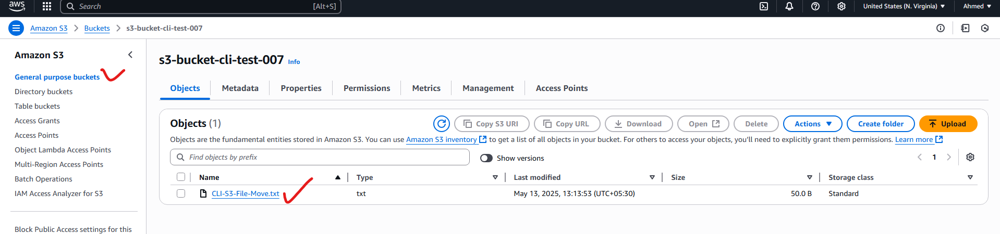 aws
Search [Alt+S] United States (N. Virginia) Ahmed
Amazon S3 Buckets s3-bucket-cli-test-007
Amazon S3
General purpose buckets
Directory buckets
Table buckets
Access Grants
Access Points
Object Lambda Access Points
Multi-Region Access Points
Batch Operations
IAM Access Analyzer for S3
Block Public Access settings for this
s3-bucket-cli-test-007 Info
Objects Metadata Properties Permissions Metrics Management Access Points
Objects (1) Copy S3 URI Copy URL Download Open Delete Actions Create folder Upload
Objects are the fundamental entities stored in Amazon S3. You can use Amazon S3 inventory to get a list of all objects in your bucket. For others to access your objects, you'll need to explicitly grant them permissions. Learn more
Find objects by prefix Show versions 1
Name Type Last modified Size Storage class
CLI-S3-File-Move.txt txt May 13, 2025, 13:13:53 (UTC+05:30) 50.0 B Standard